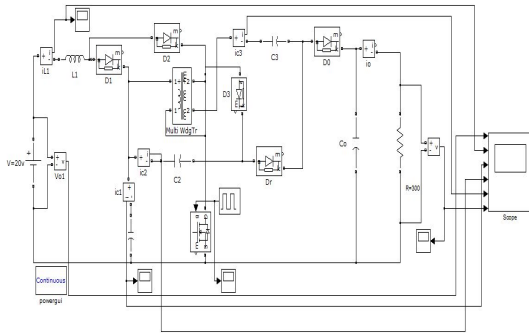 iL1
L1
D1
D2
Multi WdgTr
ic3
C3
D3
D0
io
V=20v
Vo1
ic1
ic2
C2
Dr
Co
R=300
Scope
Continuous
powergui